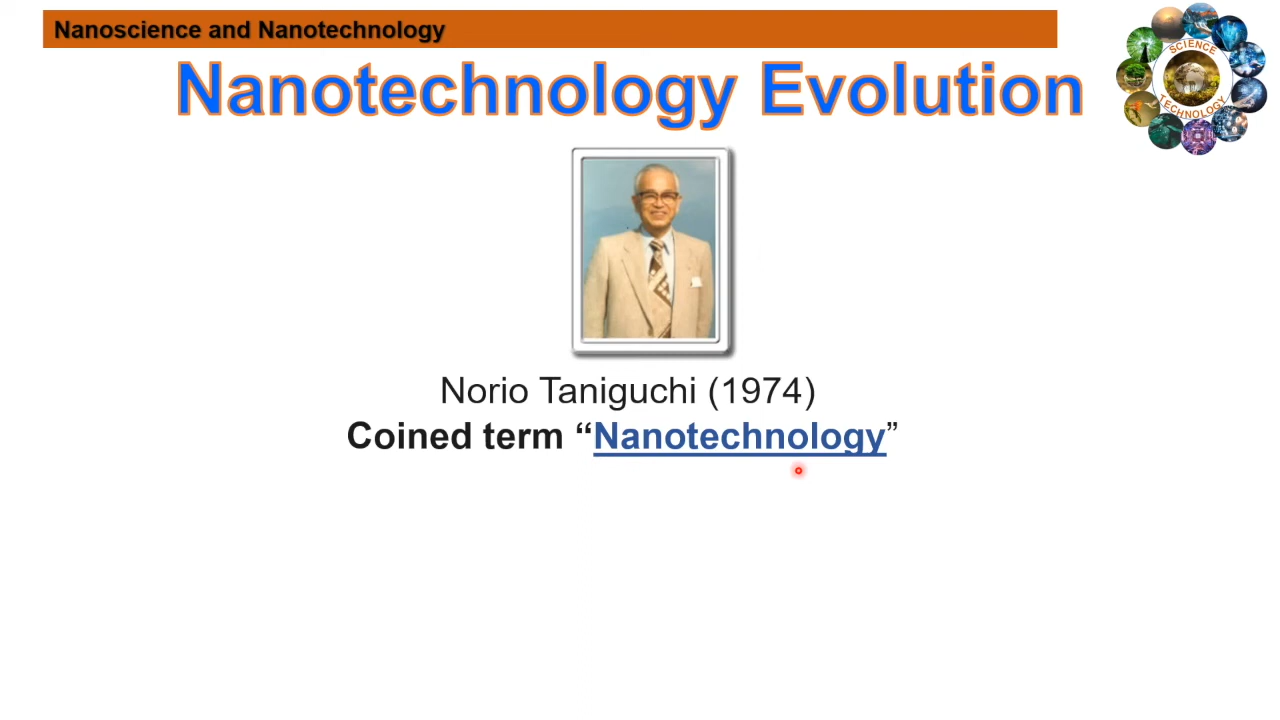 Nanoscience and Nanotechnology
Nanotechnology Evolution
SCIENCE
TECHNOLOGY
Norio Taniguchi (1974)
Coined term “Nanotechnology”